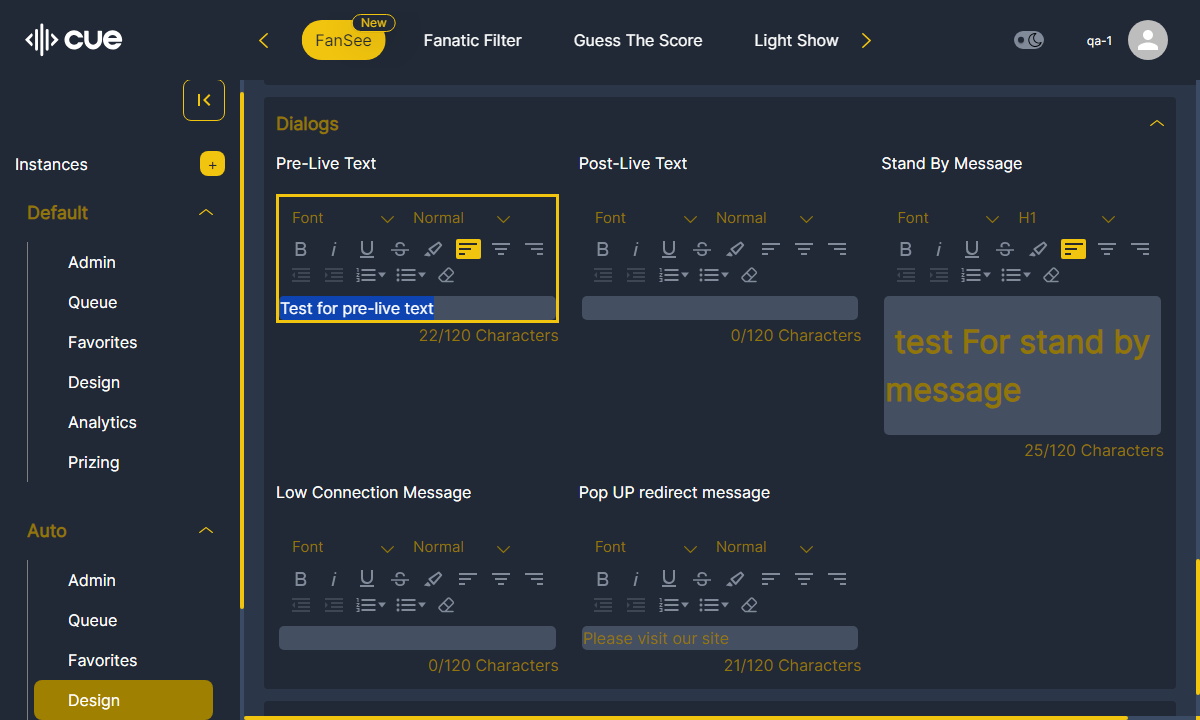 cue
FanSee
New
Fanatic Filter
Guess The Score
Light Show
qa-1
Instances
+
Default
Admin
Queue
Favorites
Design
Analytics
Prizing
Auto
Admin
Queue
Favorites
Design
Dialogs
Pre-Live Text
Font Normal
Test for pre-live text
22/120 Characters
Post-Live Text
Font Normal
0/120 Characters
Stand By Message
Font H1
test For stand by
message
25/120 Characters
Low Connection Message
Font Normal
0/120 Characters
Pop UP redirect message
Font Normal
Please visit our site
21/120 Characters